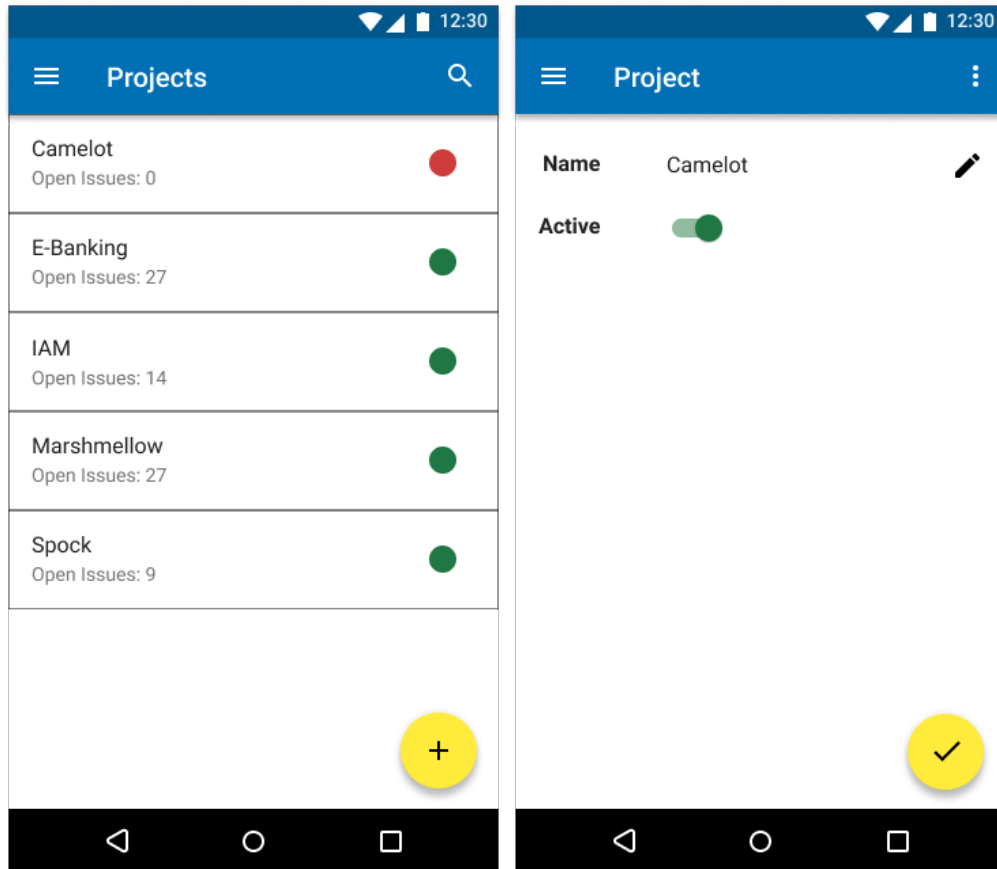 12:30
Projects
Camelot
Open Issues: 0
E-Banking
Open Issues: 27
IAM
Open Issues: 14
Marshmellow
Open Issues: 27
Spock
Open Issues: 9
12:30
Project
Name Camelot
Active